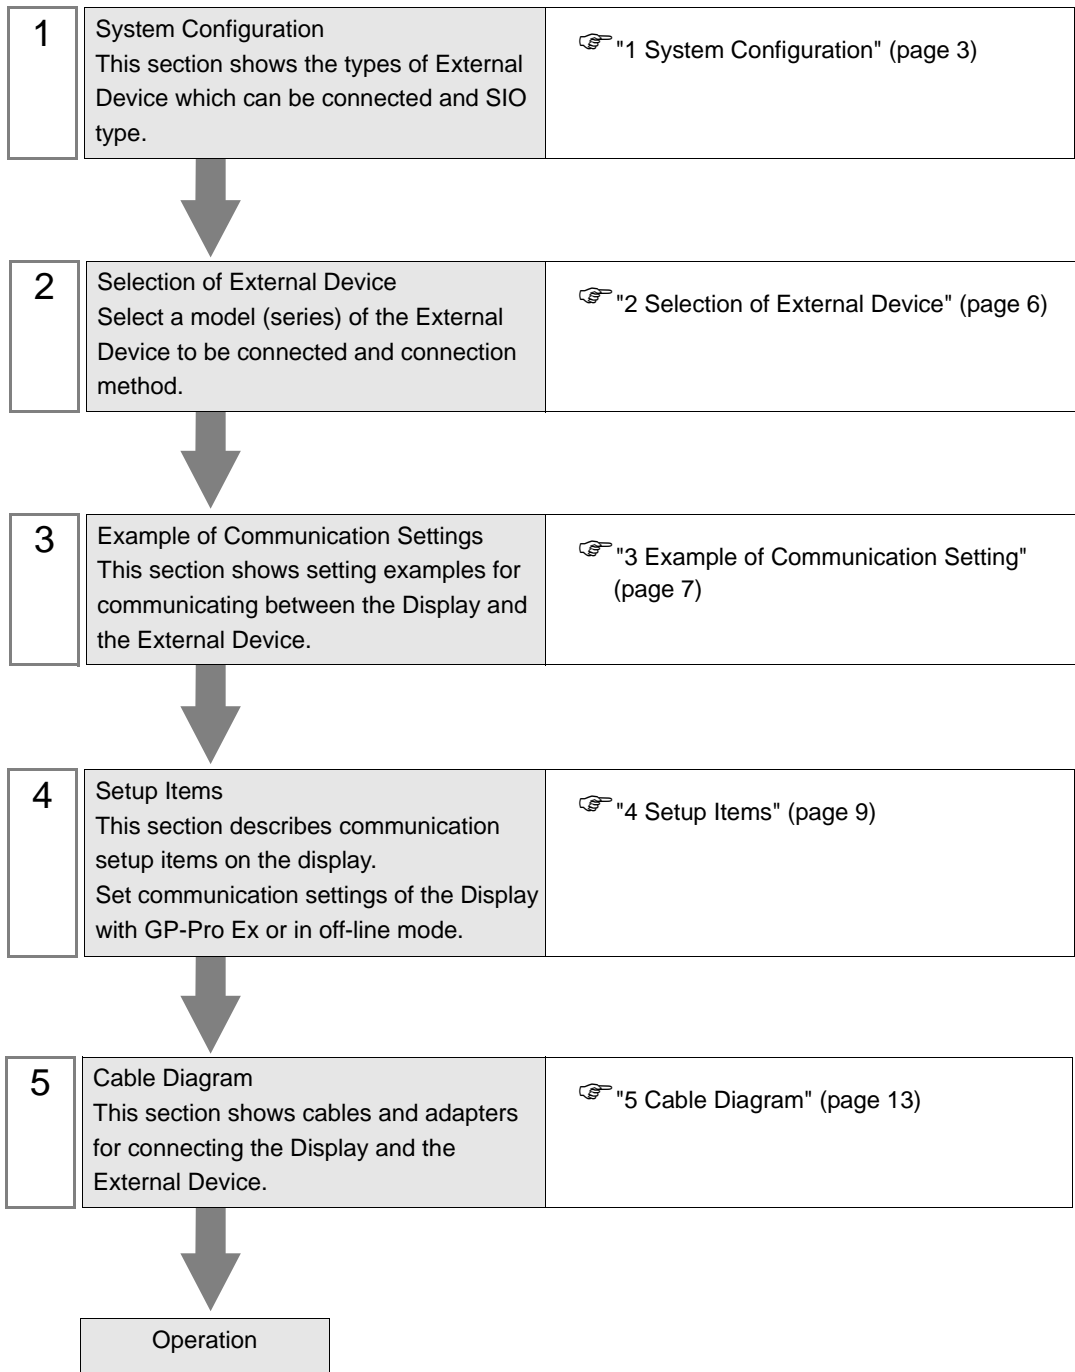 1
System Configuration
This section shows the types of External
Device which can be connected and SIO
type.
"1 System Configuration" (page 3)
2
Selection of External Device
Select a model (series) of the External
Device to be connected and connection
method.
"2 Selection of External Device" (page 6)
3
Example of Communication Settings
This section shows setting examples for
communicating between the Display and
the External Device.
"3 Example of Communication Setting"
(page 7)
4
Setup Items
This section describes communication
setup items on the display.
Set communication settings of the Display
with GP-Pro Ex or in off-line mode.
"4 Setup Items" (page 9)
5
Cable Diagram
This section shows cables and adapters
for connecting the Display and the
External Device.
"5 Cable Diagram" (page 13)
Operation